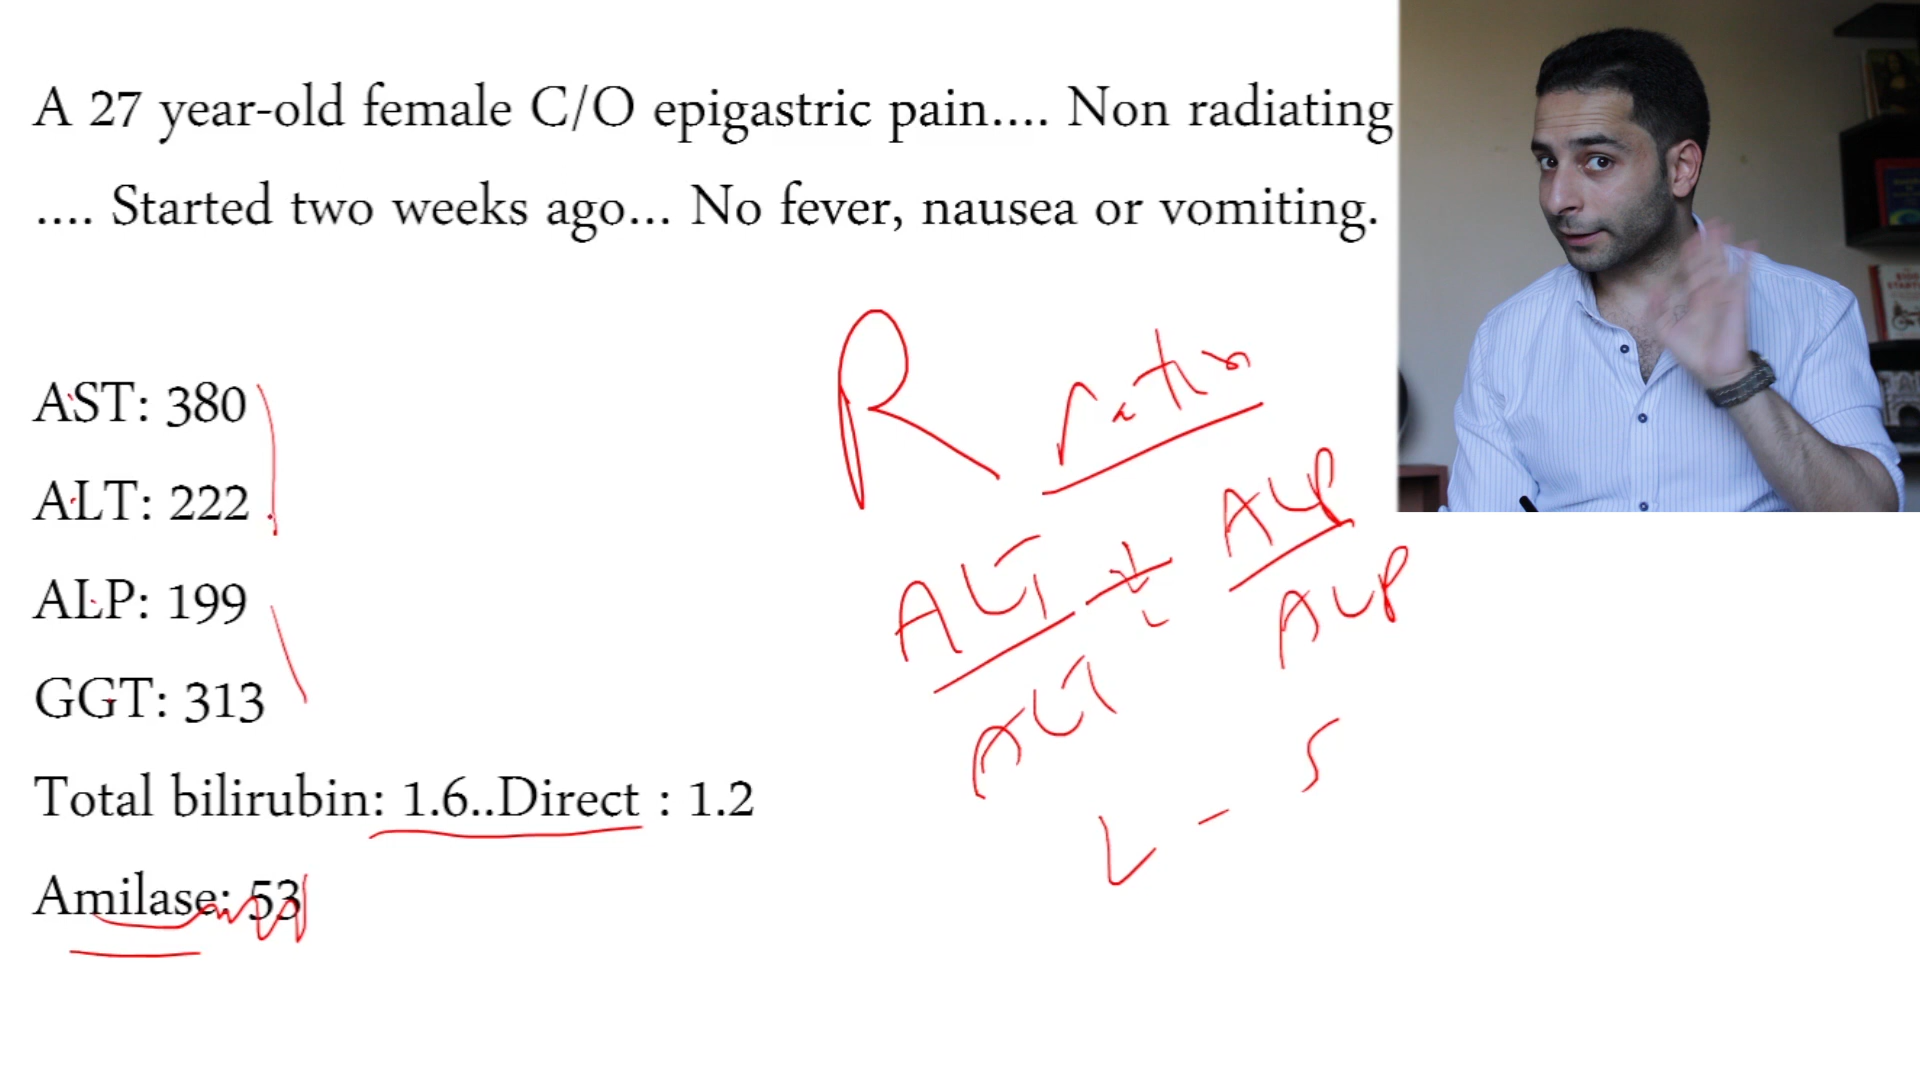 A 27 year-old female C/O epigastric pain.... Non radiating
.... Started two weeks ago... No fever, nausea or vomiting.
R ratio
AST: 380
ALT: 222
ALT ÷ ALP
ALT ALP
ALP: 199
GGT: 313
Total bilirubin: 1.6..Direct : 1.2
Amilase: 53